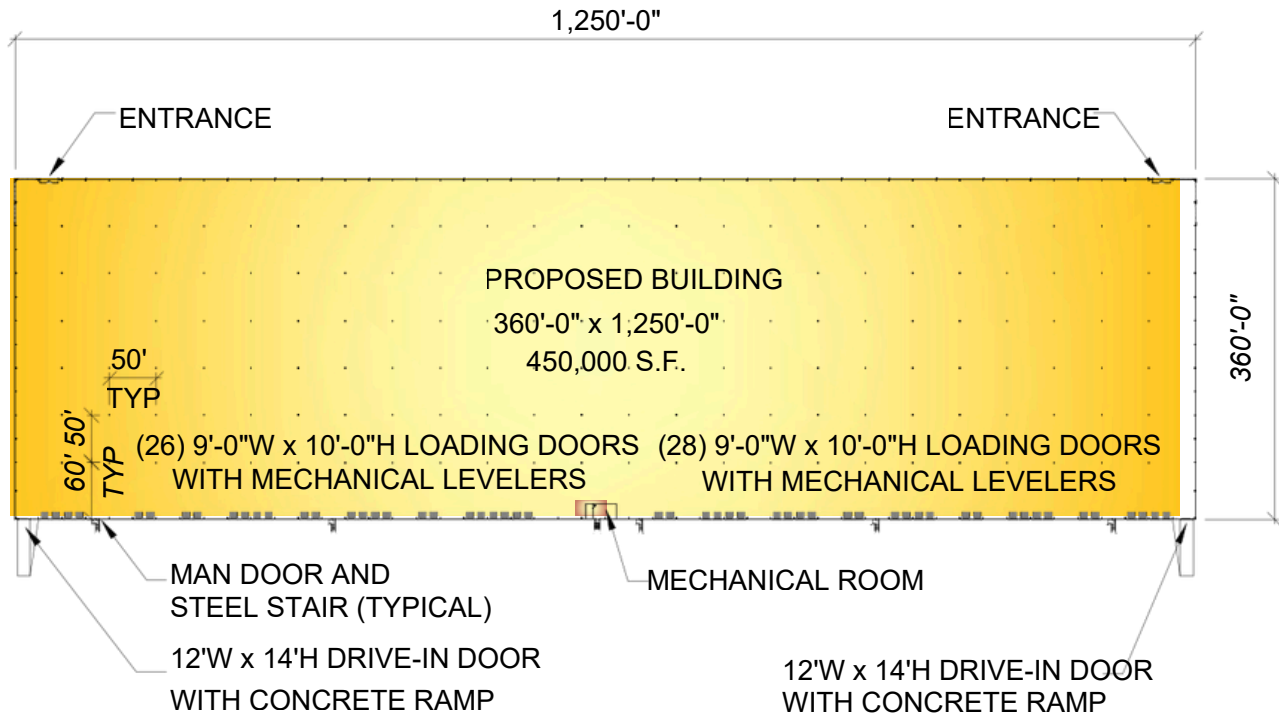 1,250'-0"
ENTRANCE
ENTRANCE
PROPOSED BUILDING
360'-0" x 1,250'-0"
450,000 S.F.
360'-0"
50'
TYP
60' 50'
TYP
(26) 9'-0"W x 10'-0"H LOADING DOORS
WITH MECHANICAL LEVELERS
(28) 9'-0"W x 10'-0"H LOADING DOORS
WITH MECHANICAL LEVELERS
MAN DOOR AND
STEEL STAIR (TYPICAL)
MECHANICAL ROOM
12'W x 14'H DRIVE-IN DOOR
WITH CONCRETE RAMP
12'W x 14'H DRIVE-IN DOOR
WITH CONCRETE RAMP